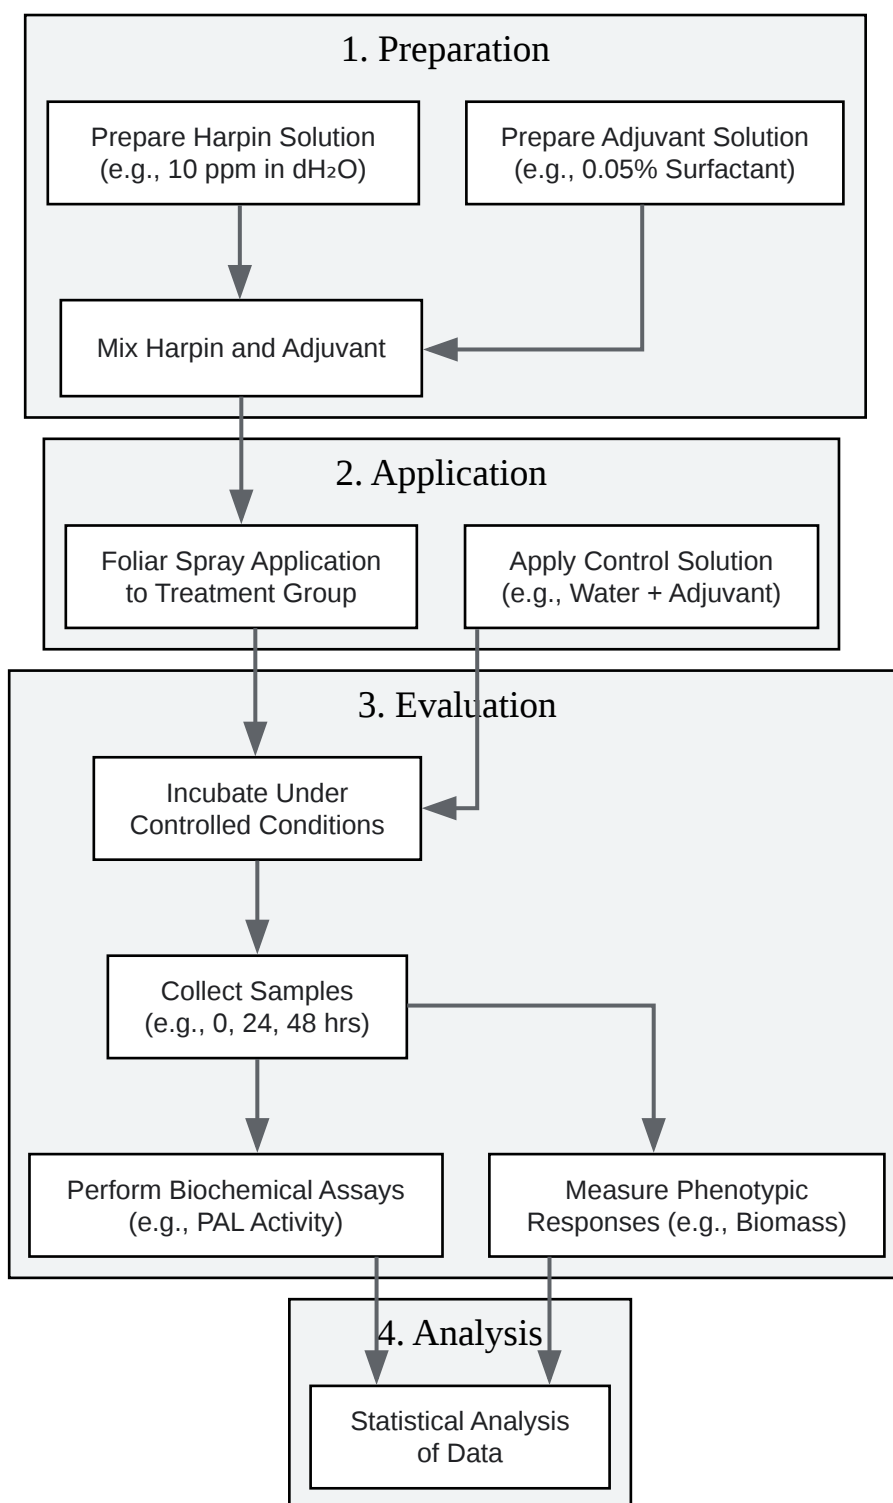 1. Preparation
Prepare Harpin Solution
(e.g., 10 ppm in dH₂O)
Prepare Adjuvant Solution
(e.g., 0.05% Surfactant)
Mix Harpin and Adjuvant
2. Application
Foliar Spray Application
to Treatment Group
Apply Control Solution
(e.g., Water + Adjuvant)
3. Evaluation
Incubate Under
Controlled Conditions
Collect Samples
(e.g., 0, 24, 48 hrs)
Perform Biochemical Assays
(e.g., PAL Activity)
Measure Phenotypic
Responses (e.g., Biomass)
4. Analysis
Statistical Analysis
of Data